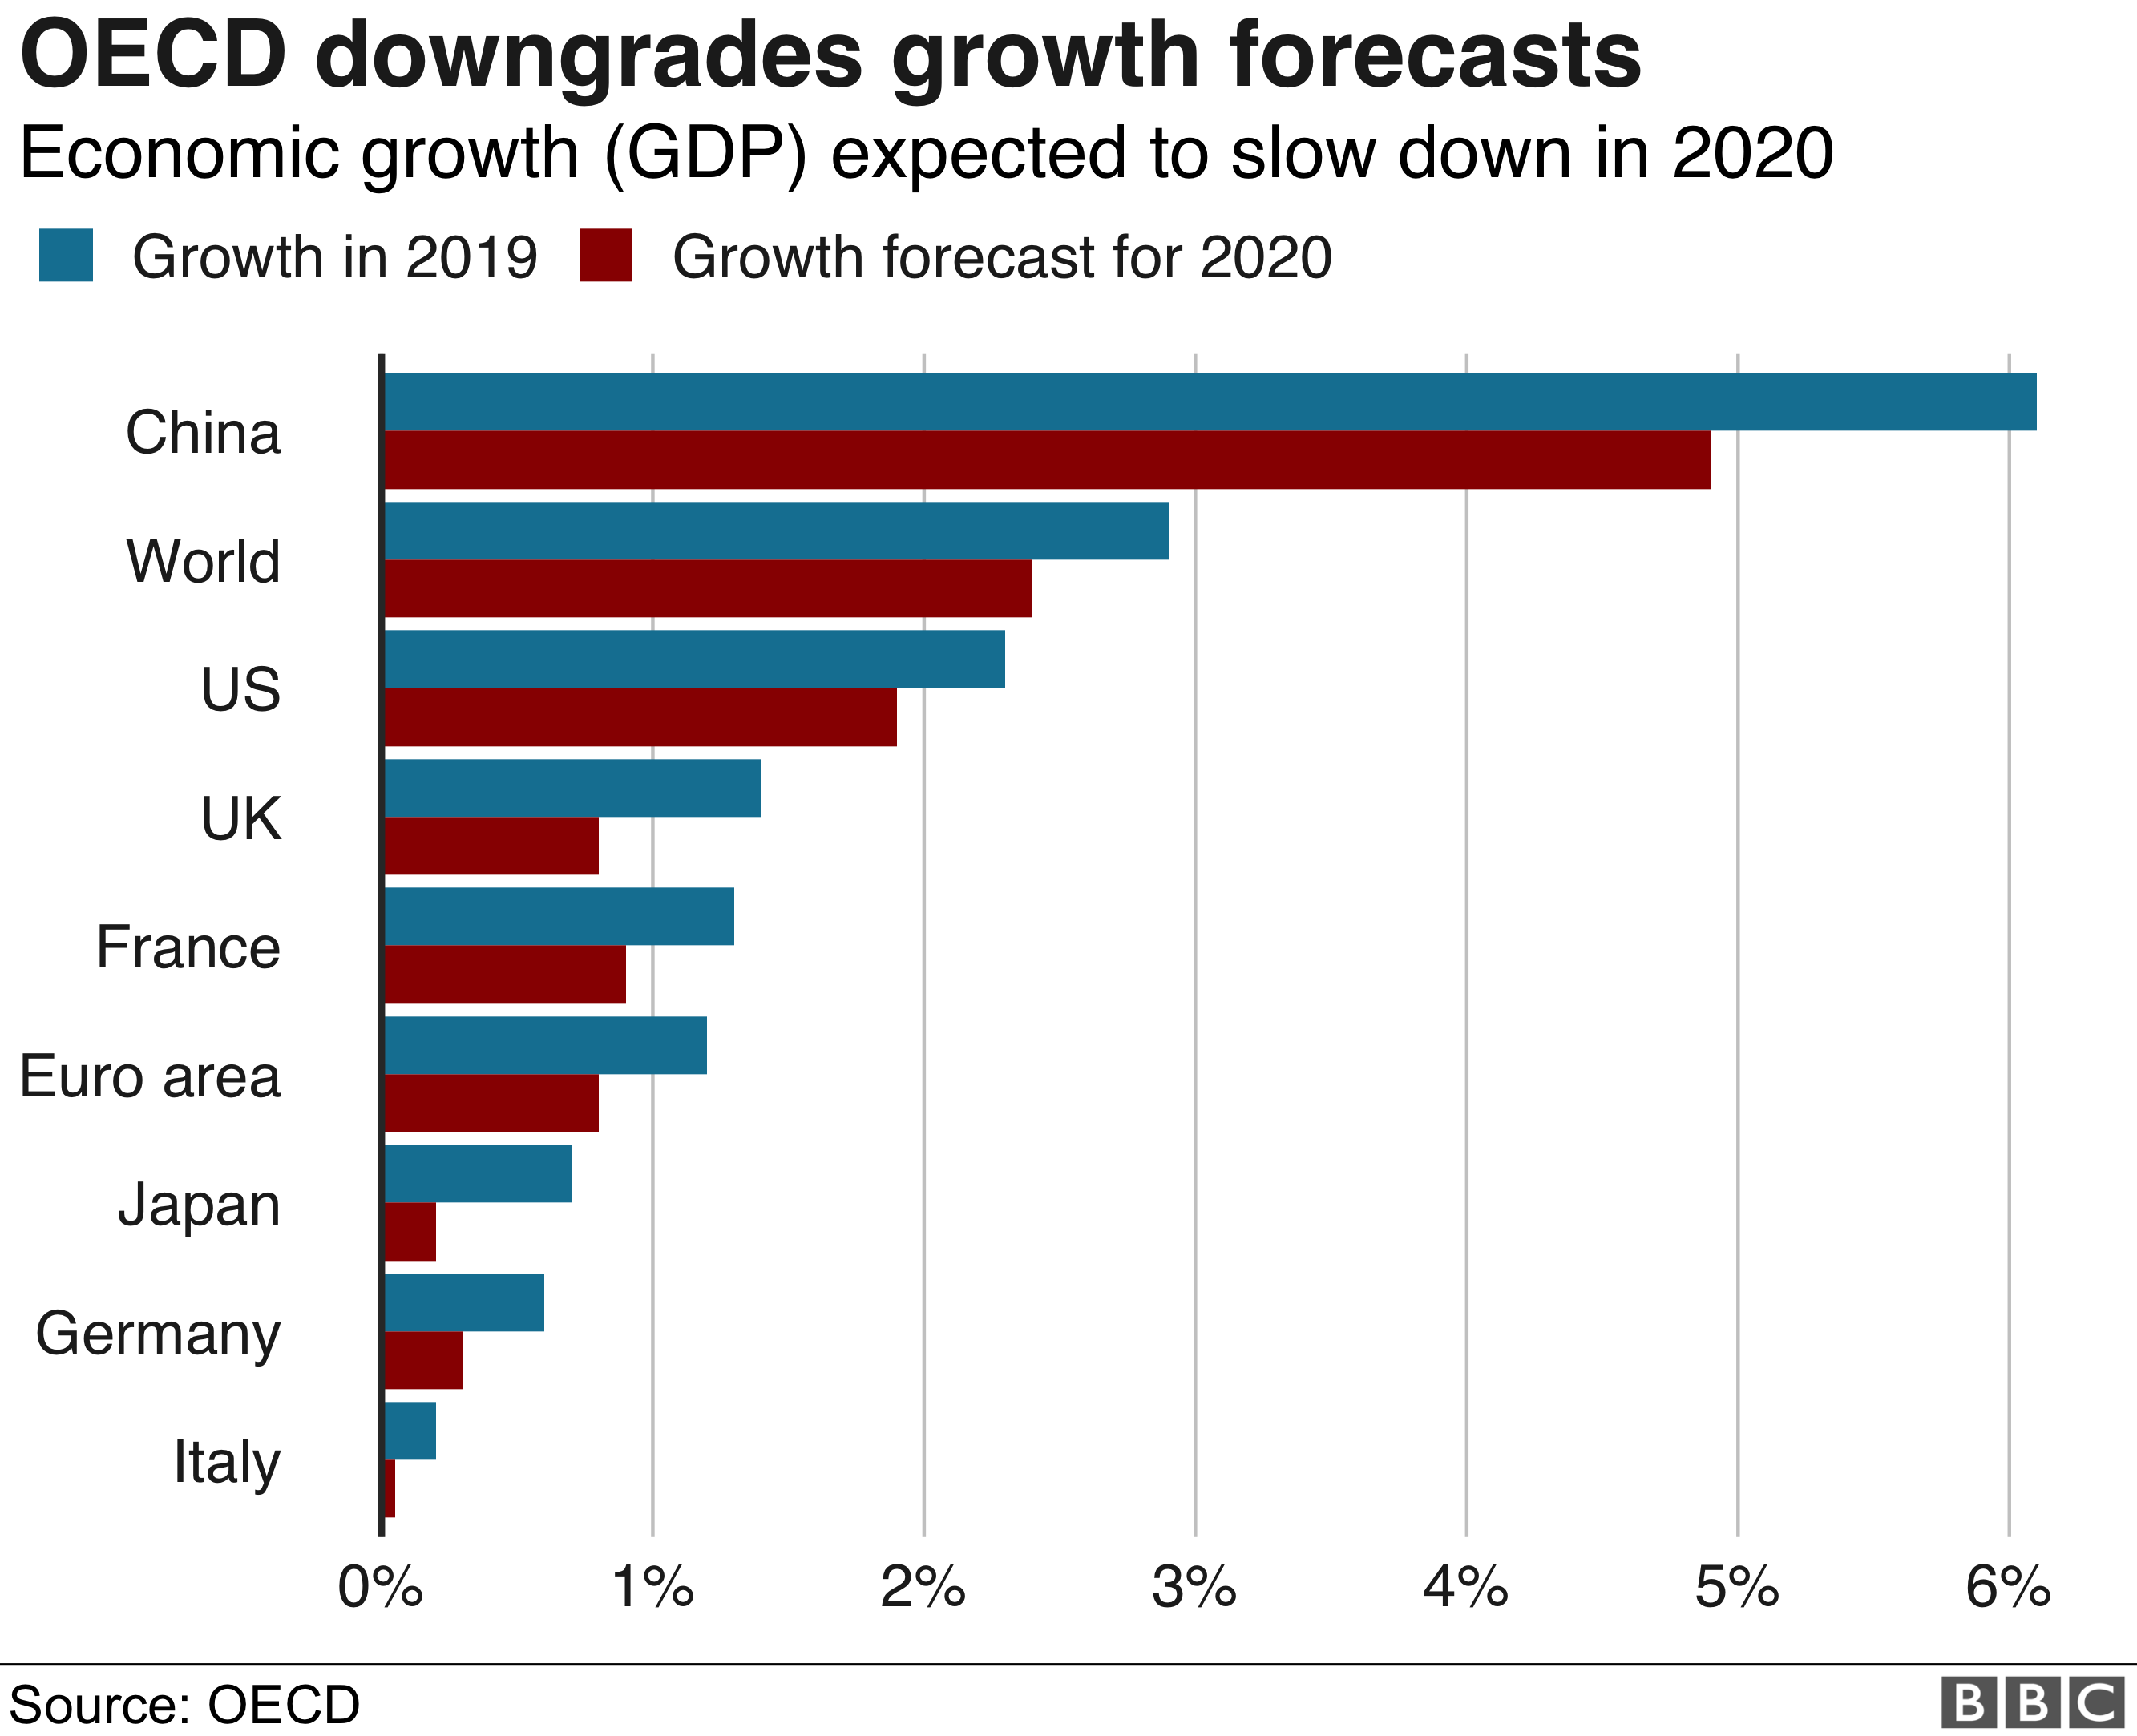 OECD downgrades growth forecasts
Economic growth (GDP) expected to slow down in 2020
Growth in 2019 Growth forecast for 2020
China
World
US
UK
France
Euro area
Japan
Germany
Italy
0% 1% 2% 3% 4% 5% 6%
Source: OECD BBC